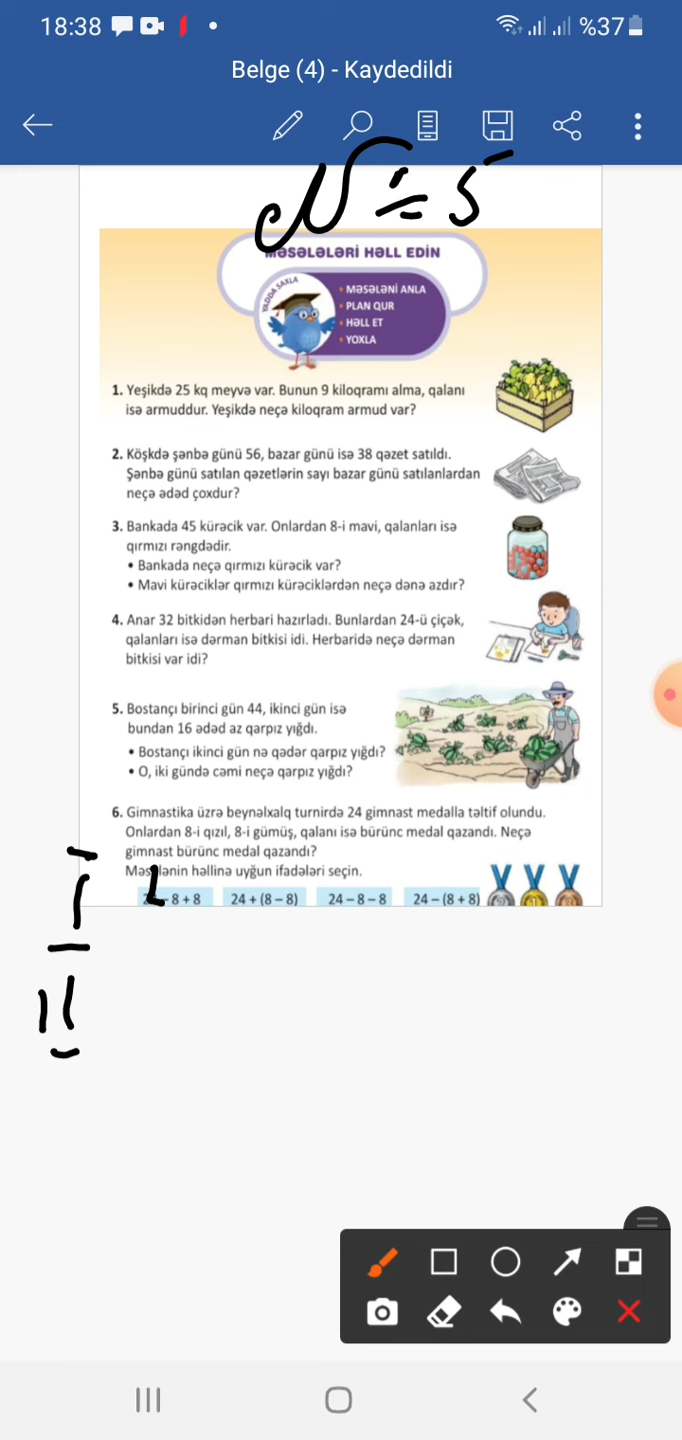 18:38 %37
Belge (4) - Kaydedildi
N=5
MƏSƏLƏLƏRİ HƏLL EDİN
YADDA SAXLA
• MƏSƏLƏNİ ANLA
• PLAN QUR
• HƏLL ET
• YOXLA
1. Yeşikdə 25 kq meyvə var. Bunun 9 kiloqramı alma, qalanı
isə armuddur. Yeşikdə neçə kiloqram armud var?
2. Köşkdə şənbə günü 56, bazar günü isə 38 qəzet satıldı.
Şənbə günü satılan qəzetlərin sayı bazar günü satılanlardan
neçə ədəd çoxdur?
3. Bankada 45 kürəcik var. Onlardan 8-i mavi, qalanları isə
qırmızı rəngdədir.
• Bankada neçə qırmızı kürəcik var?
• Mavi kürəciklər qırmızı kürəciklərdən neçə dənə azdır?
4. Anar 32 bitkidən herbari hazırladı. Bunlardan 24-ü çiçək,
qalanları isə dərman bitkisi idi. Herbaridə neçə dərman
bitkisi var idi?
5. Bostançı birinci gün 44, ikinci gün isə
bundan 16 ədəd az qarpız yığdı.
• Bostançı ikinci gün nə qədər qarpız yığdı?
• O, iki gündə cəmi neçə qarpız yığdı?
6. Gimnastika üzrə beynəlxalq turnirdə 24 gimnast medalla təltif olundu.
Onlardan 8-i qızıl, 8-i gümüş, qalanı isə bürünc medal qazandı. Neçə
gimnast bürünc medal qazandı?
həllinə uyğun ifadələri seçin.
8 + 8 24 + (8 – 8) 24 – 8 – 8 24 – (8 + 8)
I
II